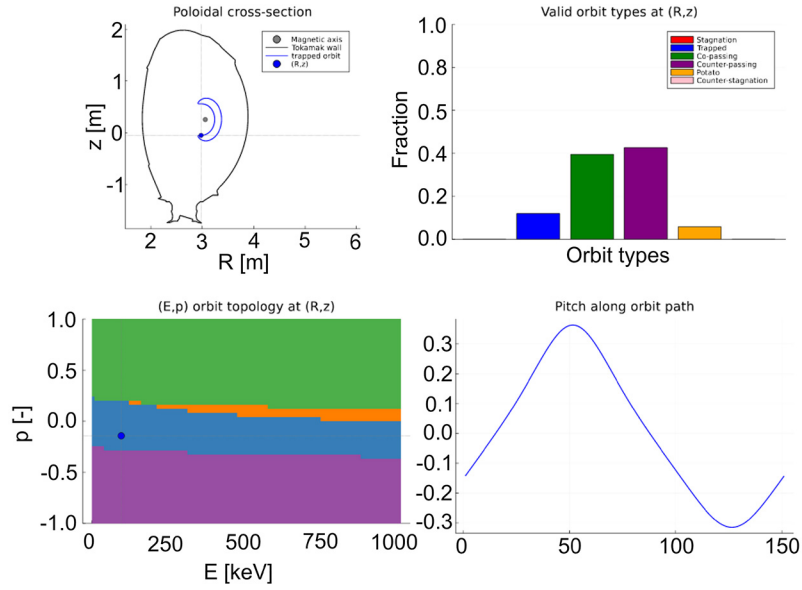 Poloidal cross-section
2
1
0
-1
z [m]
2 3 4 5 6
R [m]
Magnetic axis
Tokamak wall
trapped orbit
(R,z)
Valid orbit types at (R,z)
1.0
0.8
0.5
0.4
0.2
0.0
Fraction
Orbit types
Stagnation
Trapped
Co-passing
Counter-passing
Potato
Counter-stagnation
(E,p) orbit topology at (R,z)
1.0
0.5
0.0
-0.5
-1.0
p [-]
0 250 500 750 1000
E [keV]
Pitch along orbit path
0.3
0.2
0.1
0.0
-0.1
-0.2
-0.3
0 50 100 150